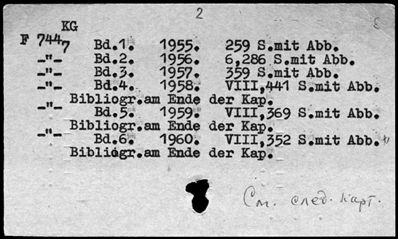 2
KG
F 7447 Bd.1. 1955. 259 S.mit Abb.
-"- Bd.2. 1956. 6,286 S.mit Abb.
-"- Bd.3. 1957. 359 S.mit Abb.
-"- Bd.4. 1958. VIII,441 S.mit Abb.
Bibliogr.am Ende der Kap.
-"- Bd.5. 1959. VIII,369 S.mit Abb.
Bibliogr.am Ende der Kap.
-"- Bd.6. 1960. VIII,352 S.mit Abb.
Bibliogr.am Ende der Kap.
См. след. карт.